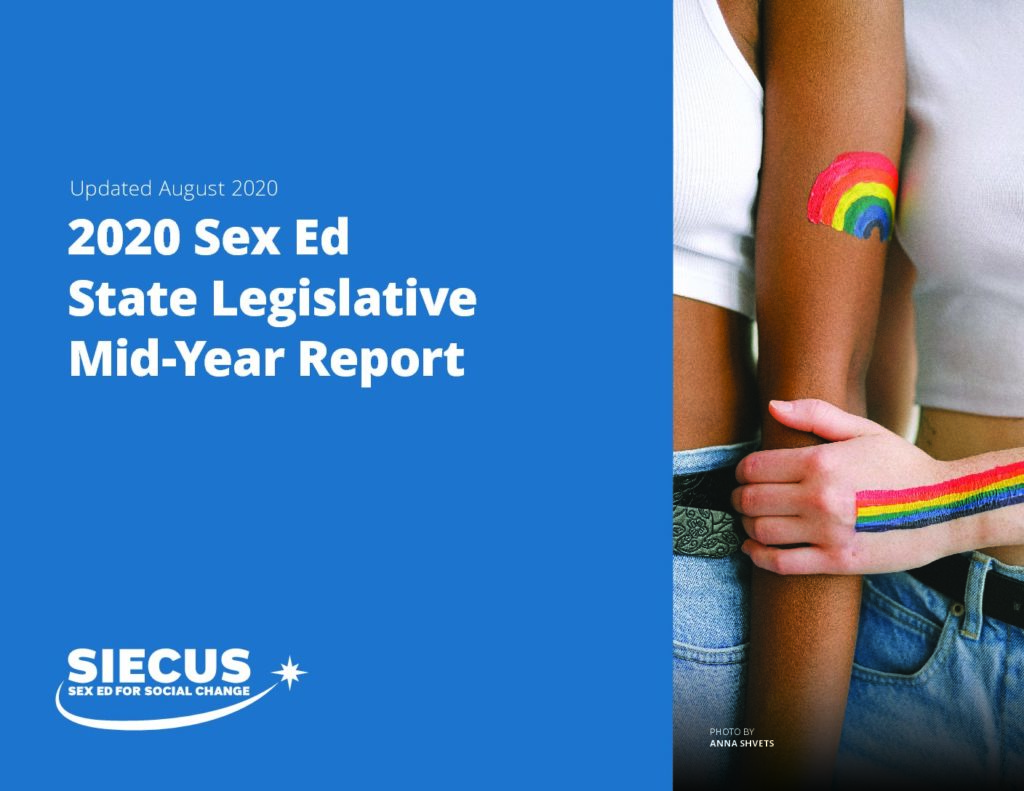 Updated August 2020
2020 Sex Ed
State Legislative
Mid-Year Report
SIECUS
SEX ED FOR SOCIAL CHANGE
PHOTO BY
ANNA SHVETS